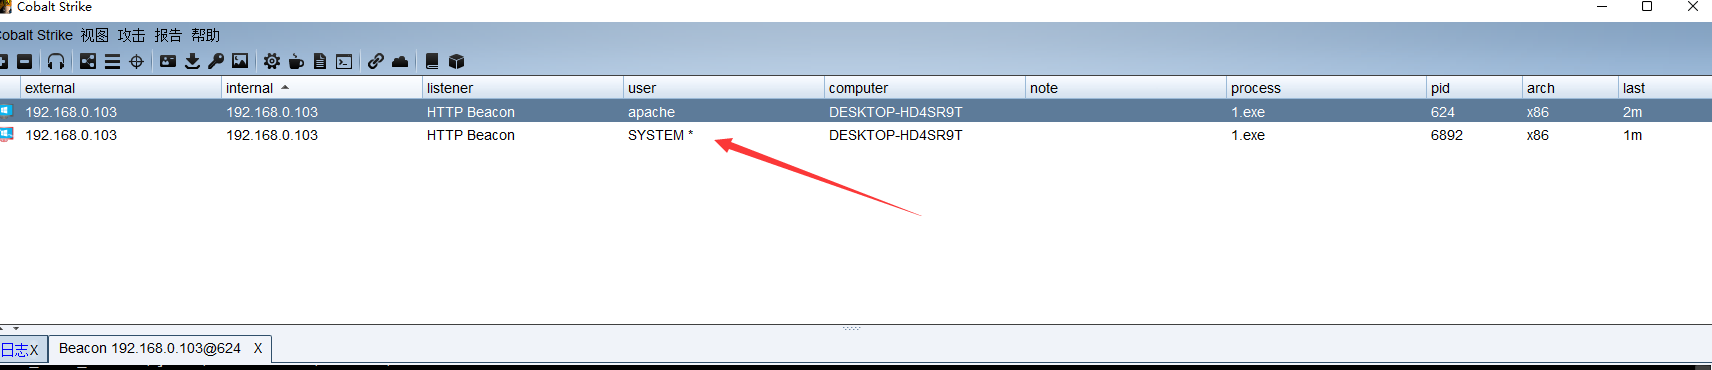 Cobalt Strike
Cobalt Strike 视图 攻击 报告 帮助
external internal listener user computer note process pid arch last
192.168.0.103 192.168.0.103 HTTP Beacon apache DESKTOP-HD4SR9T 1.exe 624 x86 2m
192.168.0.103 192.168.0.103 HTTP Beacon SYSTEM * DESKTOP-HD4SR9T 1.exe 6892 x86 1m
日志X Beacon 192.168.0.103@624 X